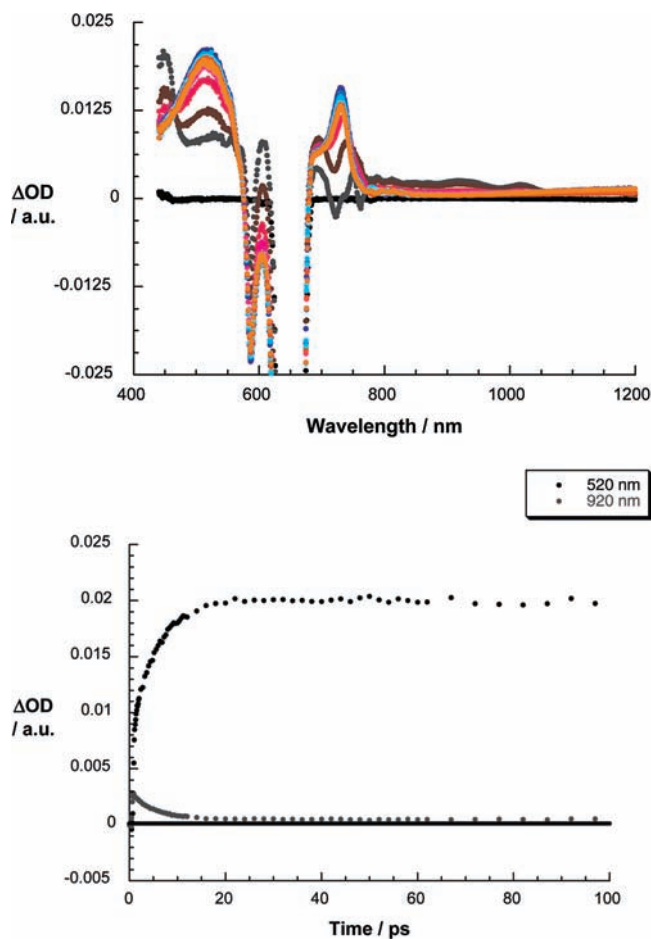 0.025
0.0125
ΔOD
/ a.u.
0
-0.0125
-0.025
400 600 800 1000 1200
Wavelength / nm
520 nm
920 nm
0.025
0.02
0.015
ΔOD
/ a.u.
0.01
0.005
0
-0.005
0 20 40 60 80 100
Time / ps